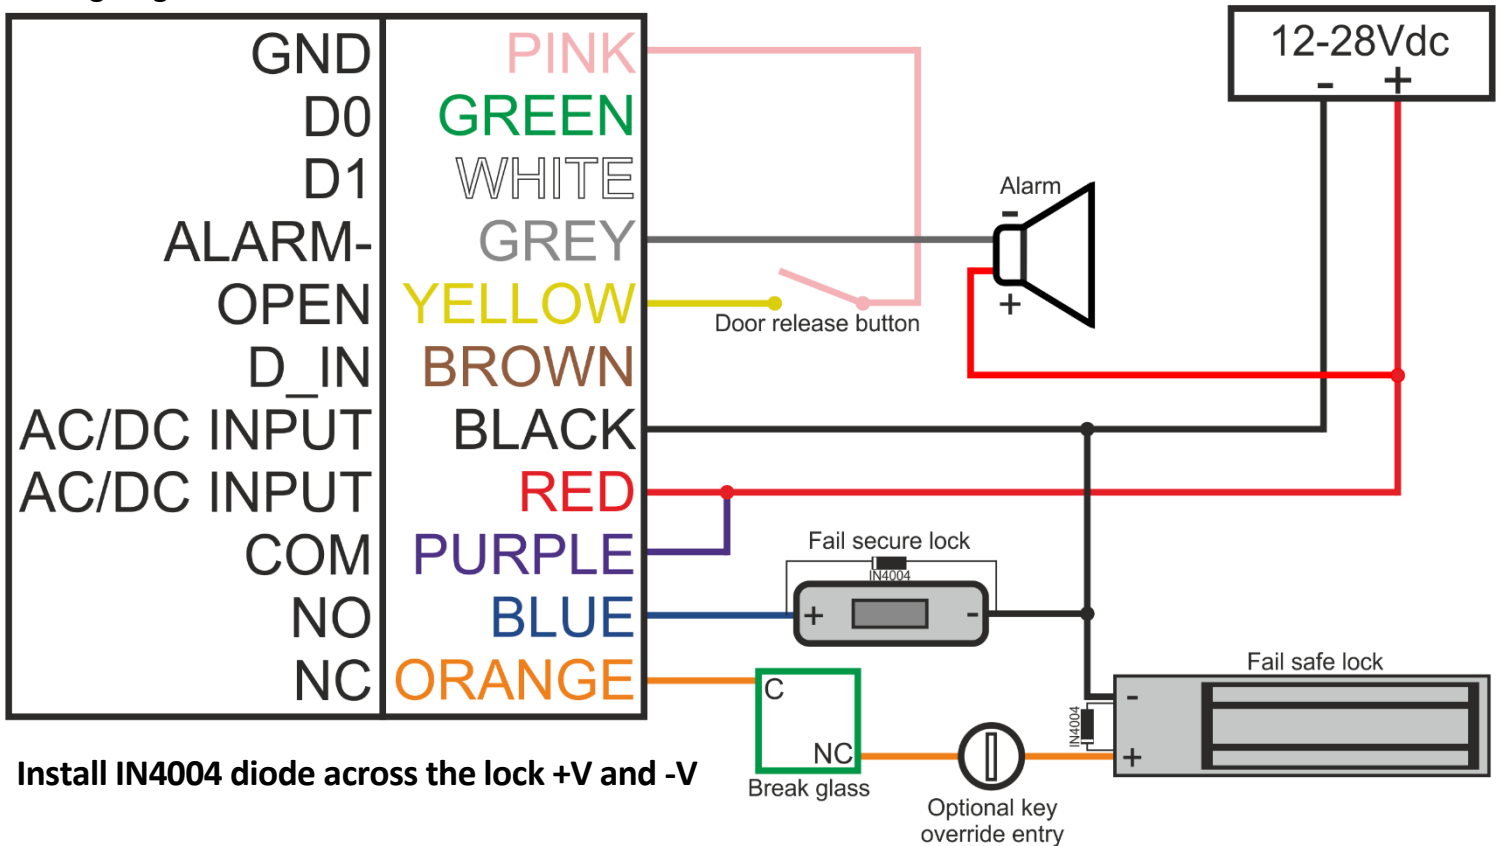 GND PINK
D0 GREEN
D1 WHITE
ALARM- GREY
OPEN YELLOW
D_IN BROWN
AC/DC INPUT BLACK
AC/DC INPUT RED
COM PURPLE
NO BLUE
NC ORANGE
12-28Vdc
- +
Alarm
-
+
Door release button
Fail secure lock
IN4004
+ -
C
NC
Break glass
Optional key
override entry
Fail safe lock
-
IN4004
+
Install IN4004 diode across the lock +V and -V